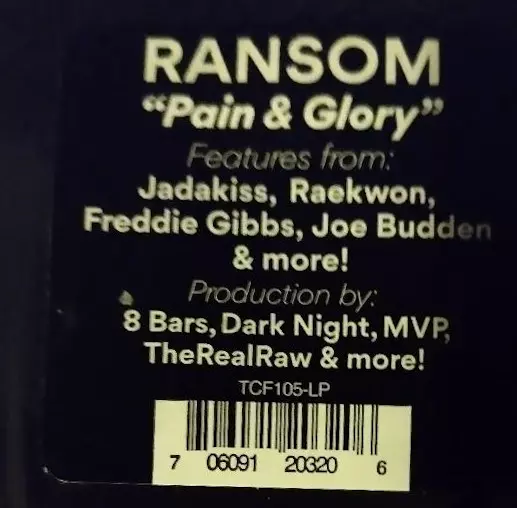 RANSOM
“Pain & Glory”
Features from:
Jadakiss, Raekwon,
Freddie Gibbs, Joe Budden
& more!
Production by:
8 Bars, Dark Night, MVP,
TheRealRaw & more!
TCF105-LP
7 06091 20320 6